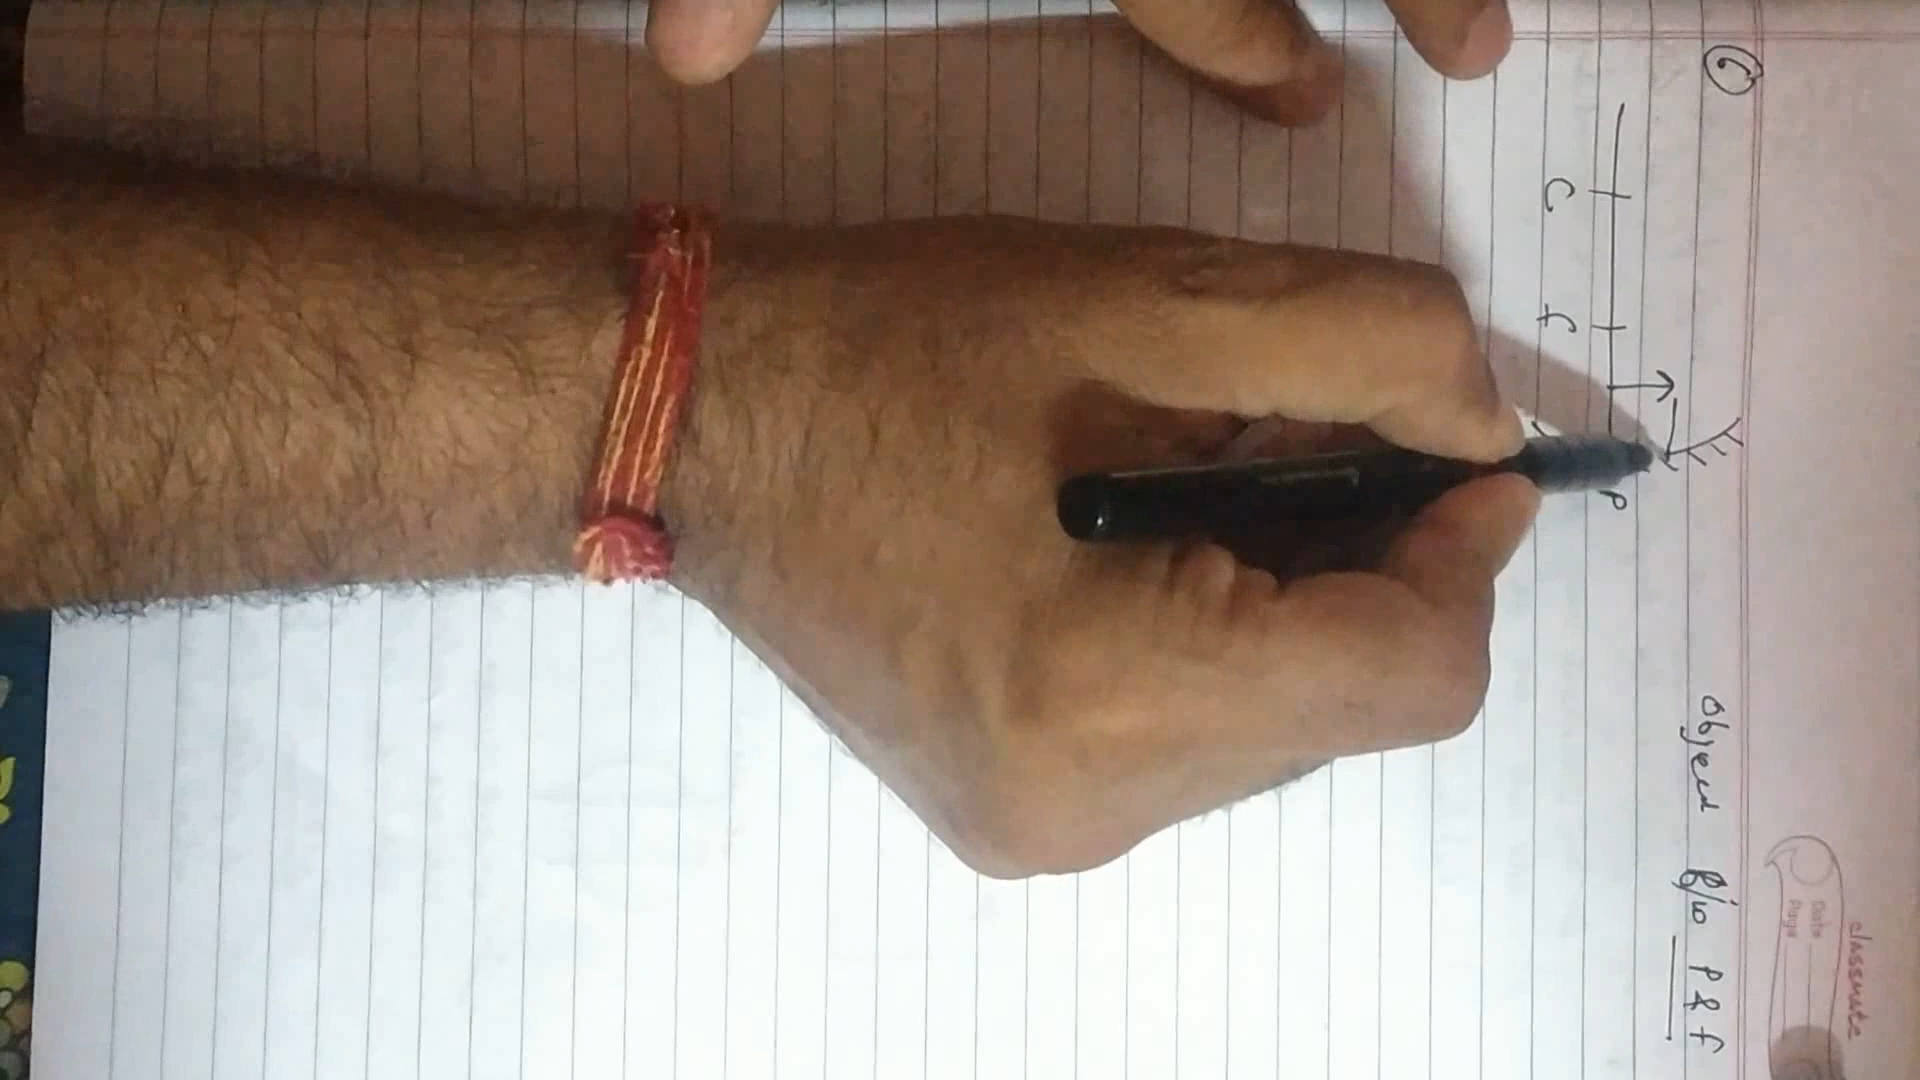 classmate
Date
Page
6
Object B/w P & F
C F P